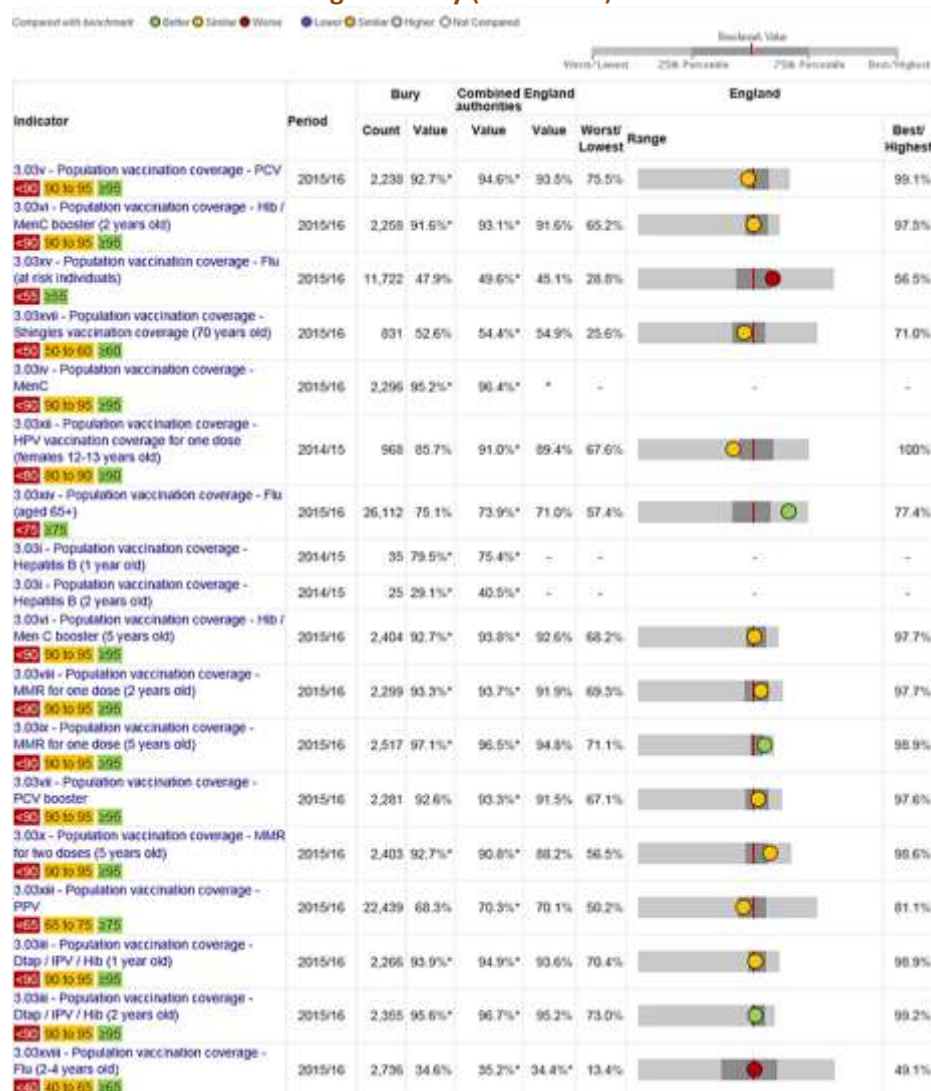 Compared with benchmark Better Similar Worse Lower Similar Higher Not Compared
Benchmark Value
Worst/Lowest 25th Percentile 75th Percentile Best/Highest
Indicator Period Bury Combined authorities England England
Count Value Value Value Worst/ Lowest Range Best/ Highest
3.03v - Population vaccination coverage - PCV
<90 90 to 95 ≥95
2015/16 2,238 92.7%* 94.6%* 93.5% 75.5% 99.1%
3.03vi - Population vaccination coverage - Hib /
MenC booster (2 years old)
<90 90 to 95 ≥95
2015/16 2,258 91.6%* 93.1%* 91.6% 65.2% 97.5%
3.03xv - Population vaccination coverage - Flu
(at risk individuals)
<55 ≥55
2015/16 11,722 47.9% 49.6%* 45.1% 28.8% 56.5%
3.03xvii - Population vaccination coverage -
Shingles vaccination coverage (70 years old)
<50 50 to 60 ≥60
2015/16 831 52.6% 54.4%* 54.9% 25.6% 71.0%
3.03iv - Population vaccination coverage -
MenC
<90 90 to 95 ≥95
2015/16 2,296 95.2%* 96.4%* * - - -
3.03xii - Population vaccination coverage -
HPV vaccination coverage for one dose
(females 12-13 years old)
<80 80 to 90 ≥90
2014/15 968 85.7% 91.0%* 89.4% 67.6% 100%
3.03xiv - Population vaccination coverage - Flu
(aged 65+)
<75 ≥75
2015/16 26,112 75.1% 73.9%* 71.0% 57.4% 77.4%
3.03i - Population vaccination coverage -
Hepatitis B (1 year old)
2014/15 35 79.5%* 75.4%* - - - -
3.03i - Population vaccination coverage -
Hepatitis B (2 years old)
2014/15 25 29.1%* 40.5%* - - - -
3.03vi - Population vaccination coverage - Hib /
Men C booster (5 years old)
<90 90 to 95 ≥95
2015/16 2,404 92.7%* 93.8%* 92.6% 68.2% 97.7%
3.03viii - Population vaccination coverage -
MMR for one dose (2 years old)
<90 90 to 95 ≥95
2015/16 2,299 93.3%* 93.7%* 91.9% 69.3% 97.7%
3.03ix - Population vaccination coverage -
MMR for one dose (5 years old)
<90 90 to 95 ≥95
2015/16 2,517 97.1%* 96.5%* 94.8% 71.1% 98.9%
3.03vii - Population vaccination coverage -
PCV booster
<90 90 to 95 ≥95
2015/16 2,281 92.6% 93.3%* 91.5% 67.1% 97.6%
3.03x - Population vaccination coverage - MMR
for two doses (5 years old)
<90 90 to 95 ≥95
2015/16 2,403 92.7%* 90.8%* 88.2% 56.5% 98.6%
3.03xiii - Population vaccination coverage -
PPV
<65 65 to 75 ≥75
2015/16 22,439 68.3% 70.3%* 70.1% 50.2% 81.1%
3.03iii - Population vaccination coverage -
Dtap / IPV / Hib (1 year old)
<90 90 to 95 ≥95
2015/16 2,266 93.9%* 94.9%* 93.6% 70.4% 98.9%
3.03iii - Population vaccination coverage -
Dtap / IPV / Hib (2 years old)
<90 90 to 95 ≥95
2015/16 2,355 95.6%* 96.7%* 95.2% 73.0% 99.2%
3.03xviii - Population vaccination coverage -
Flu (2-4 years old)
<40 40 to 65 ≥65
2015/16 2,736 34.6% 35.2%* 34.4%* 13.4% 49.1%